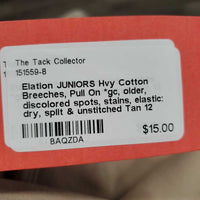 The Tack Collector
151559-8
Elation JUNIORS Hvy Cotton
Breeches, Pull On *gc, older,
discolored spots, stains, elastic:
dry, split & unstitched Tan 12
$15.00
BAQZDA